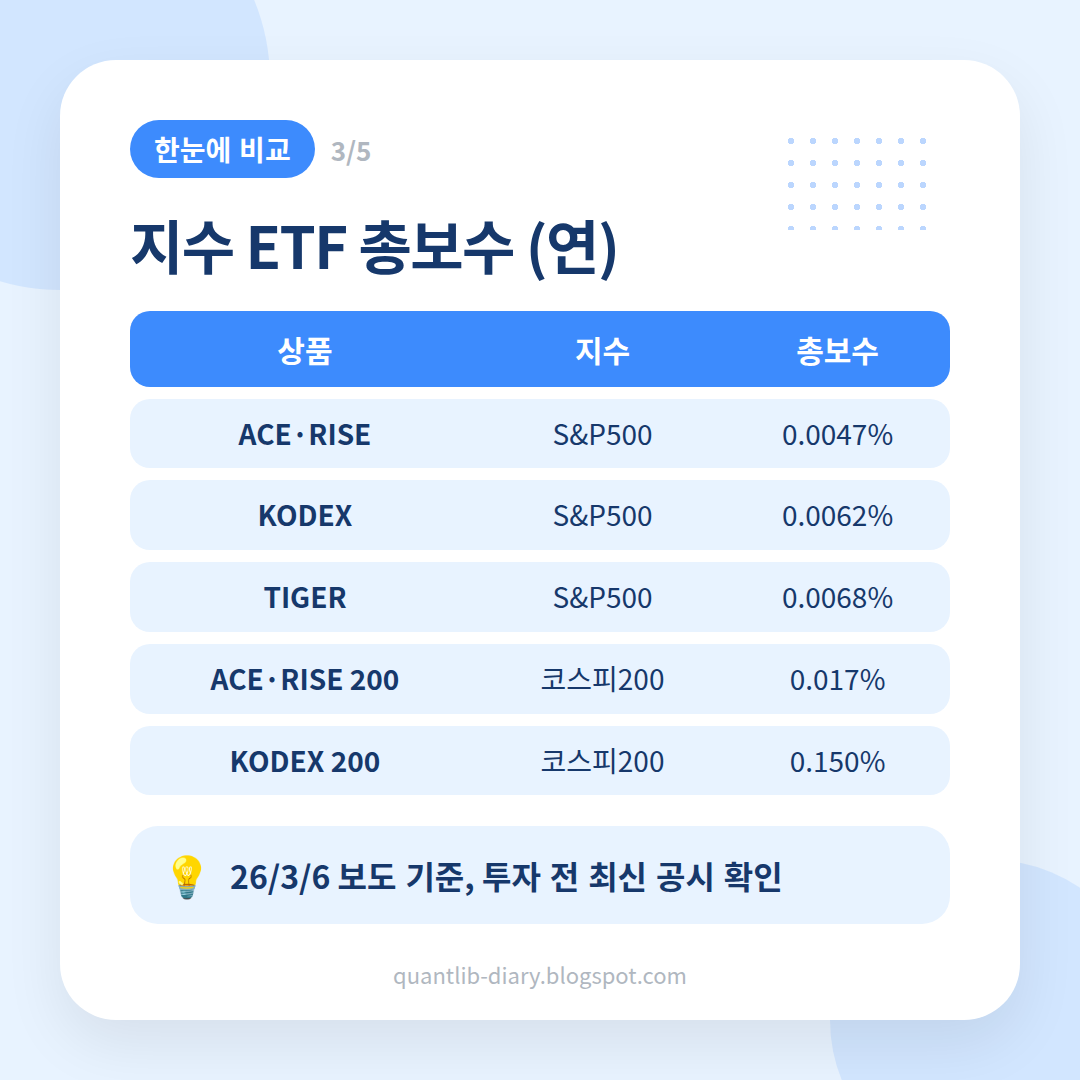 한눈에 비교 3/5
지수 ETF 총보수 (연)
상품 지수 총보수
ACE·RISE S&P500 0.0047%
KODEX S&P500 0.0062%
TIGER S&P500 0.0068%
ACE·RISE 200 코스피200 0.017%
KODEX 200 코스피200 0.150%
💡 26/3/6 보도 기준, 투자 전 최신 공시 확인
quantlib-diary.blogspot.com